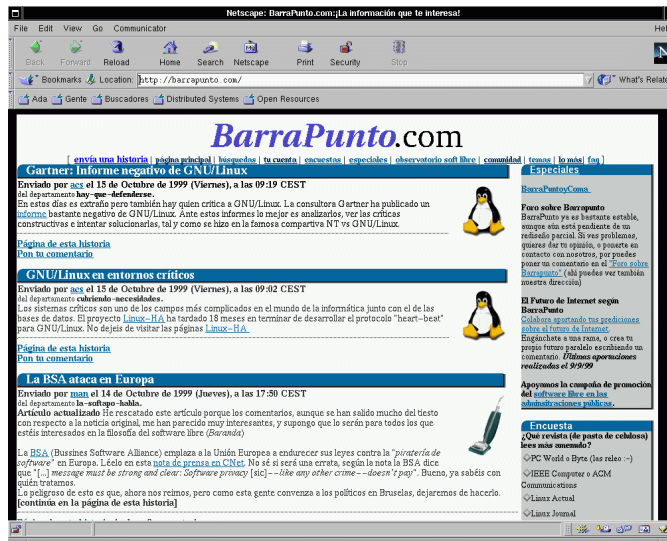 Netscape: BarraPunto.com:¡La información que te interesa!
File Edit View Go Communicator Hel
Back Forward Reload Home Search Netscape Print Security Stop N
Bookmarks Location: http://barrapunto.com/ What's Relate
Ada Gente Buscadores Distributed Systems Open Resources
BarraPunto.com
[ envía una historia | página principal | búsquedas | tu cuenta | encuestas | especiales | observatorio soft libre | comunidad | temas | lo más | faq ]
Gartner: Informe negativo de GNU/Linux
Enviado por acs el 15 de Octubre de 1999 (Viernes), a las 09:19 CEST
del departamento hay-que-defenderse.
En estos días es extraño pero también hay quien critica a GNU/Linux. La consultora Gartner ha publicado un
informe bastante negativo de GNU/Linux. Ante estos informes lo mejor es analizarlos, ver las críticas
constructivas e intentar solucionarlas, tal y como se hizo en la famosa compartiva NT vs GNU/Linux.
Página de esta historia
Pon tu comentario
GNU/Linux en entornos críticos
Enviado por acs el 15 de Octubre de 1999 (Viernes), a las 09:02 CEST
del departamento cubriendo-necesidades.
Los sistemas críticos son uno de los campos más complicados en el mundo de la informática junto con el de las
bases de datos. El proyecto Linux-HA ha tardado 18 meses en terminar de desarrollar el protocolo "heart-beat"
para GNU/Linux. No dejeis de visitar las páginas Linux-HA
Página de esta historia
Pon tu comentario
La BSA ataca en Europa
Enviado por man el 14 de Octubre de 1999 (Jueves), a las 17:50 CEST
del departamento la-softapo-habla.
Artículo actualizado He rescatado este artículo porque los comentarios, aunque se han salido mucho del tiesto
con respecto a la noticia original, me han parecido muy interesantes, y supongo que lo serán para todos los que
estéis interesados en la filosofía del software libre (Baranda)
La BSA (Bussines Software Alliance) emplaza a la Unión Europea a endurecer sus leyes contra la "piratería de
software" en Europa. Léelo en esta nota de prensa en CNet. No sé si será una errata, según la nota la BSA dice
que "[...] message must be strong and clear: Software privacy [sic]--like any other crime--doesn't pay". Bueno, ya sabéis con
quién tratamos.
Lo peligroso de esto es que, ahora nos reimos, pero como esta gente convenza a los políticos en Bruselas, dejaremos de hacerlo.
[continúa en la página de esta historia]
Especiales
BarraPuntoyComa
Foro sobre Barrapunto
BarraPunto ya es bastante estable,
aunque aún está pendiente de un
rediseño parcial. Si ves problemas,
quieres dar tu opinión, o ponerte en
contacto con nosotros, por puedes
poner un comentario en el "Foro sobre
Barrapunto" (ahí puedes ver también
nuestra dirección)
El Futuro de Internet según
BarraPunto
Colabora aportando tus predicciones
sobre el futuro de Internet.
Engánchate a una rama, o crea tu
propio futuro paralelo escribiendo un
comentario. Últimas aportaciones
realizadas el 9/9/99
Apoyamos la campaña de promoción
del software libre en las
adminsitraciones públicas.
Encuesta
¿Qué revista (de pasta de celulosa)
lees más amenudo?
PC World o Byte (las releo :-)
IEEE Computer o ACM
Communications
Linux Actual
Linux Journal